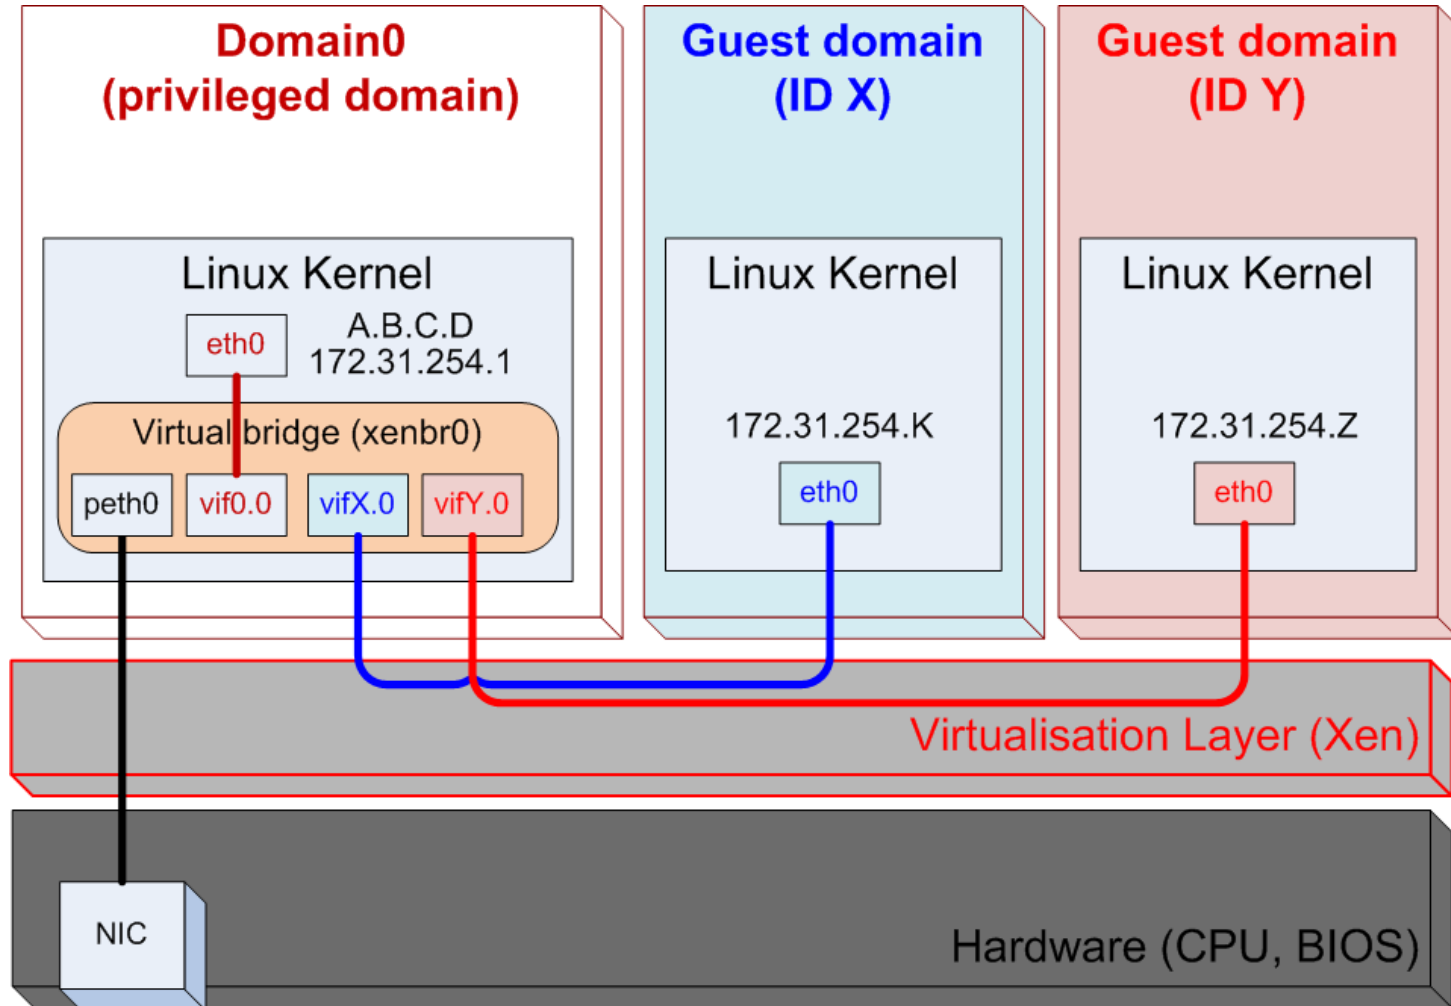 Domain0
(privileged domain)
Linux Kernel
eth0
A.B.C.D
172.31.254.1
Virtual bridge (xenbr0)
peth0
vif0.0
vifX.0
vifY.0
Guest domain
(ID X)
Linux Kernel
172.31.254.K
eth0
Guest domain
(ID Y)
Linux Kernel
172.31.254.Z
eth0
Virtualisation Layer (Xen)
NIC
Hardware (CPU, BIOS)